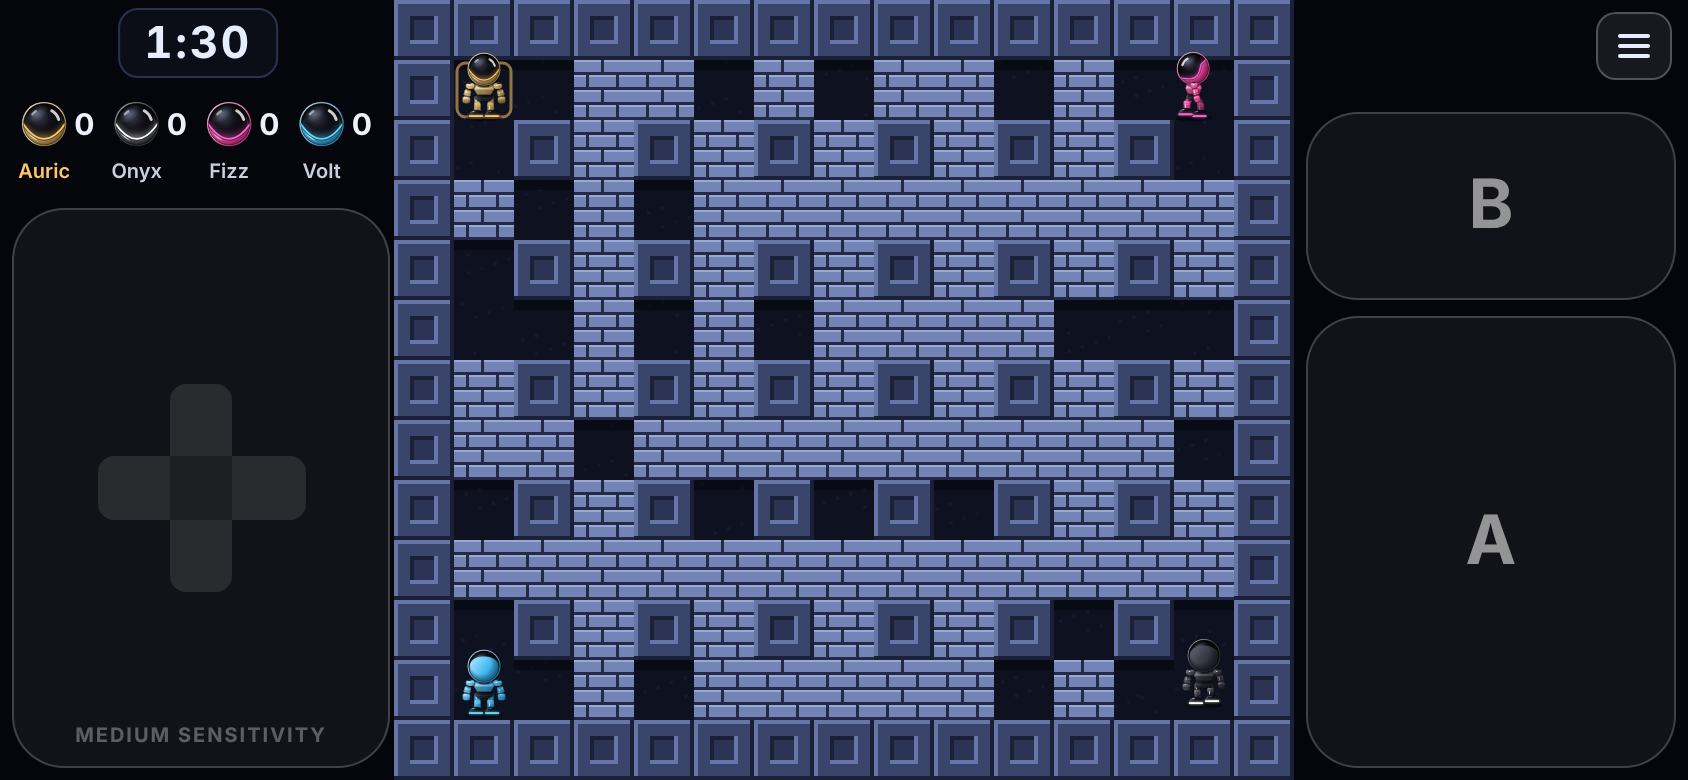 1:30
0 0 0 0
Auric Onyx Fizz Volt
B
A
MEDIUM SENSITIVITY